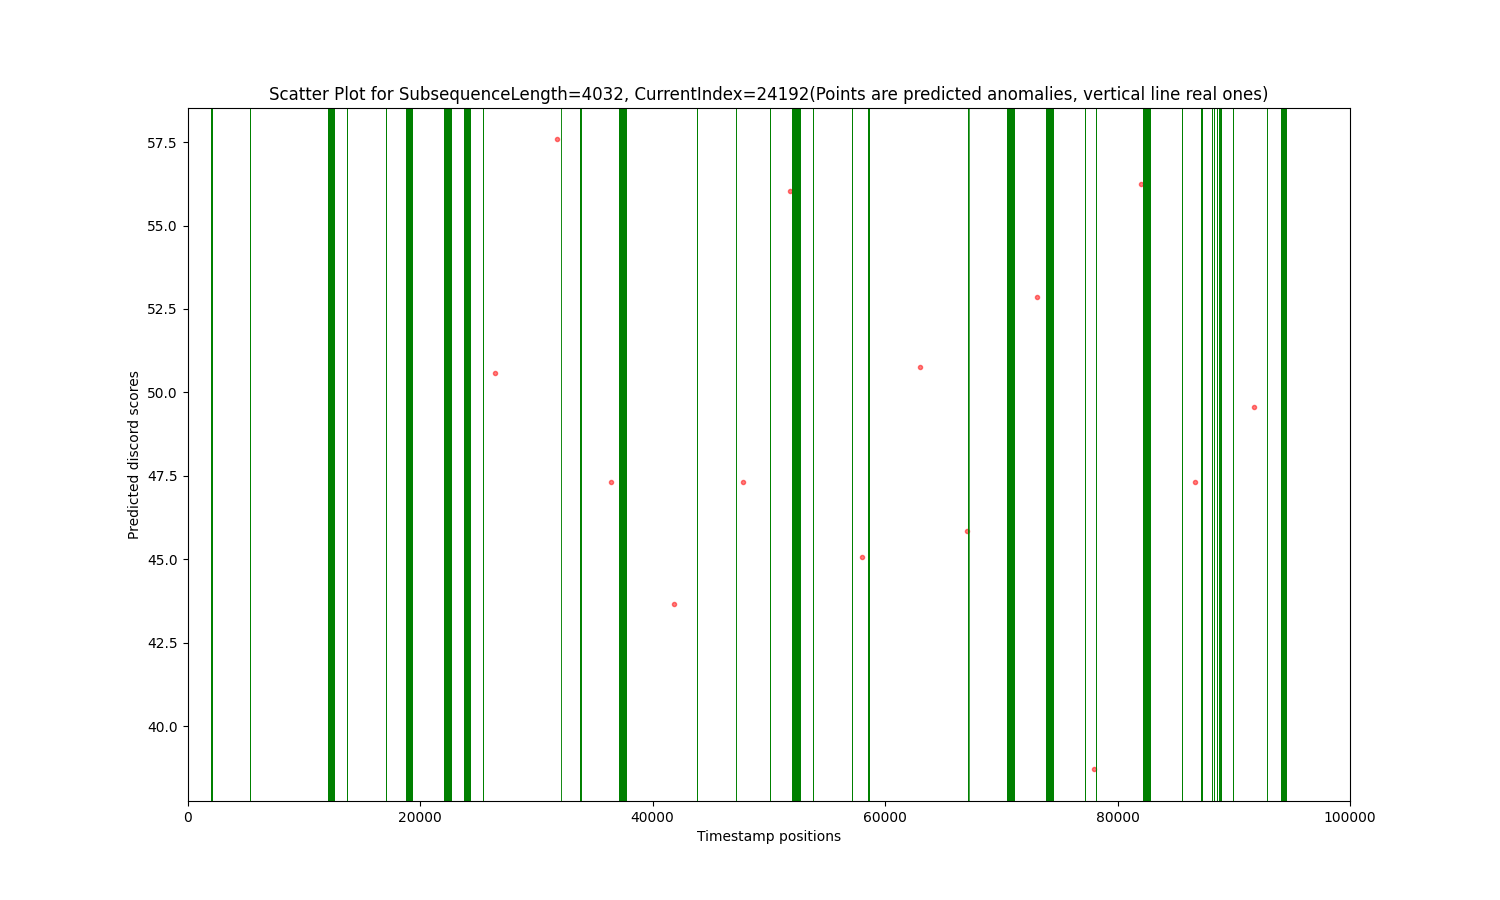 Scatter Plot for SubsequenceLength=4032, CurrentIndex=24192(Points are predicted anomalies, vertical line real ones)
57.5
55.0
52.5
50.0
47.5
45.0
42.5
40.0
Predicted discord scores
0 20000 40000 60000 80000 100000
Timestamp positions